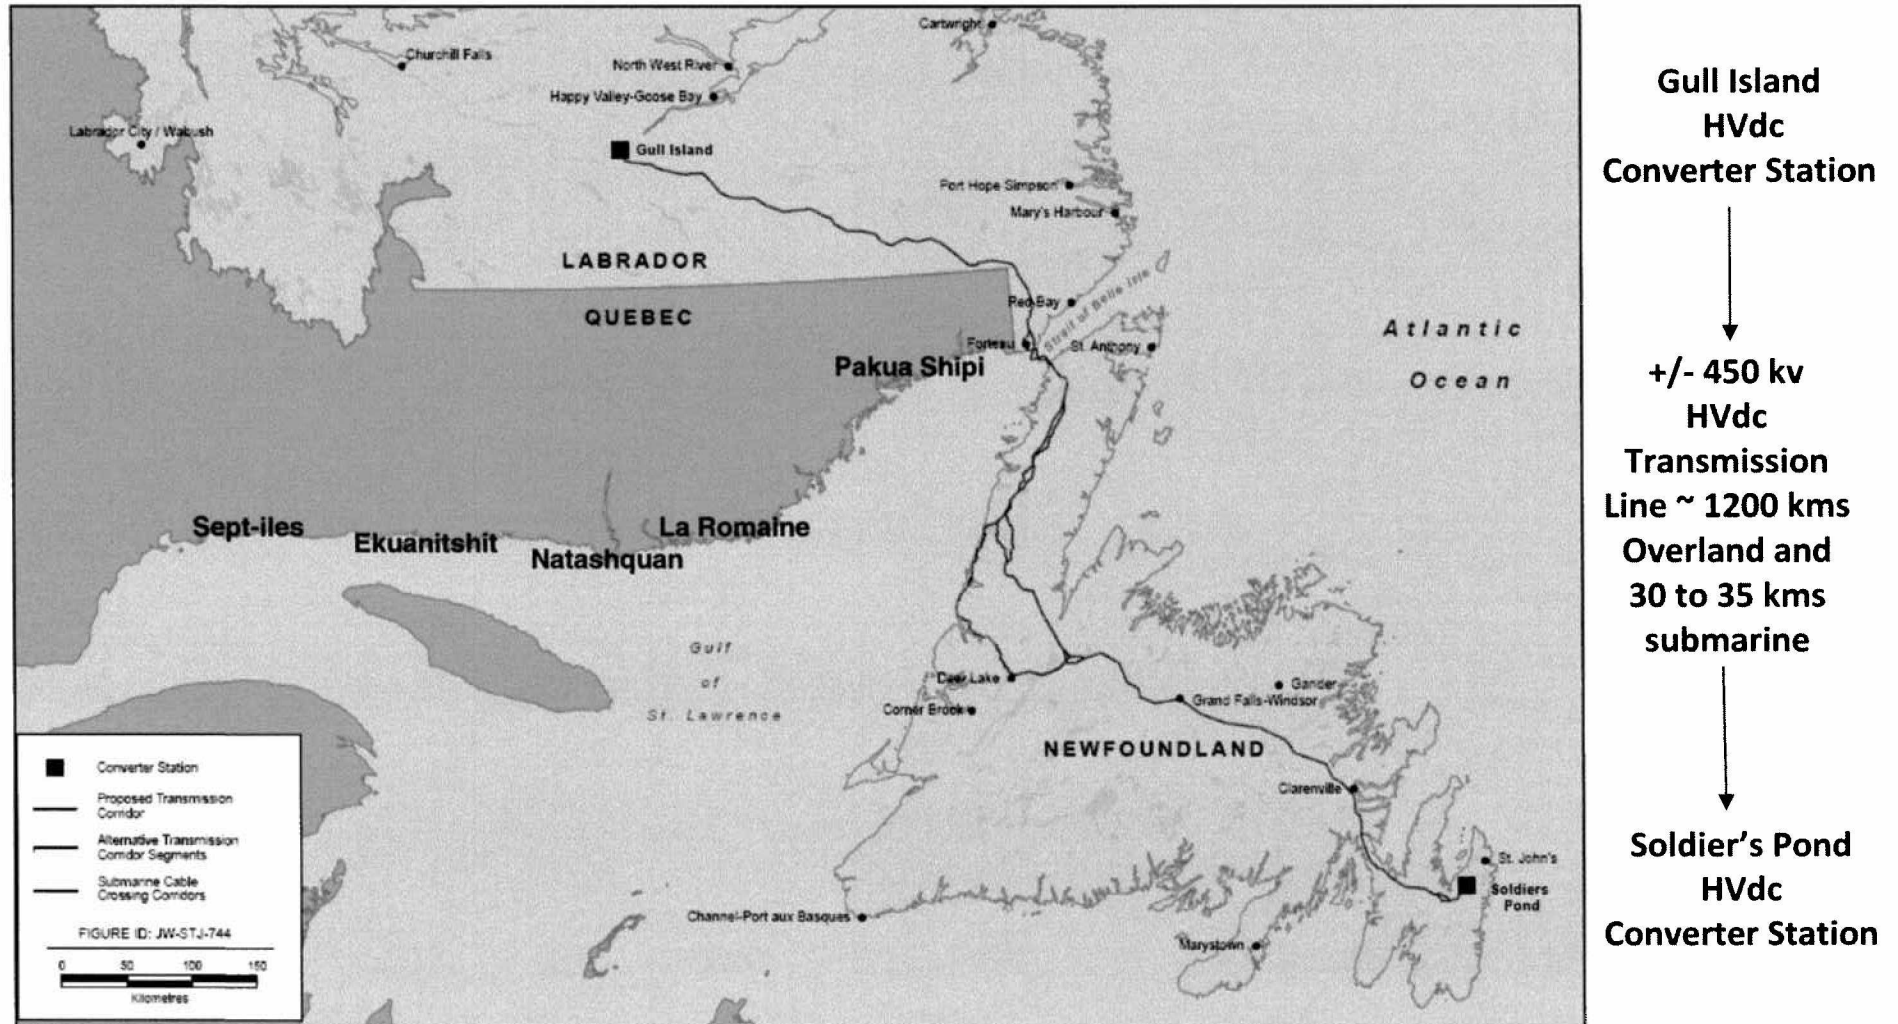 Cartwright
Churchill Falls
North West River
Happy Valley-Goose Bay
Labrador City / Wabush
Gull Island
Port Hope Simpson
Mary's Harbour
LABRADOR
QUEBEC
Red Bay
Strait of Belle Isle
Forteau
St. Anthony
Pakua Shipi
Atlantic
Ocean
Sept-iles
Ekuanitshit
Natashquan
La Romaine
Gulf
of
St. Lawrence
Deer Lake
Corner Brook
Gander
Grand Falls-Windsor
NEWFOUNDLAND
Clarenville
St. John's
Soldiers
Pond
Channel-Port aux Basques
Marystown
Converter Station
Proposed Transmission
Corridor
Alternative Transmission
Corridor Segments
Submarine Cable
Crossing Corridors
FIGURE ID: JW-STJ-744
0 50 100 150
Kilometres
Gull Island
HVdc
Converter Station
+/- 450 kv
HVdc
Transmission
Line ~ 1200 kms
Overland and
30 to 35 kms
submarine
Soldier's Pond
HVdc
Converter Station